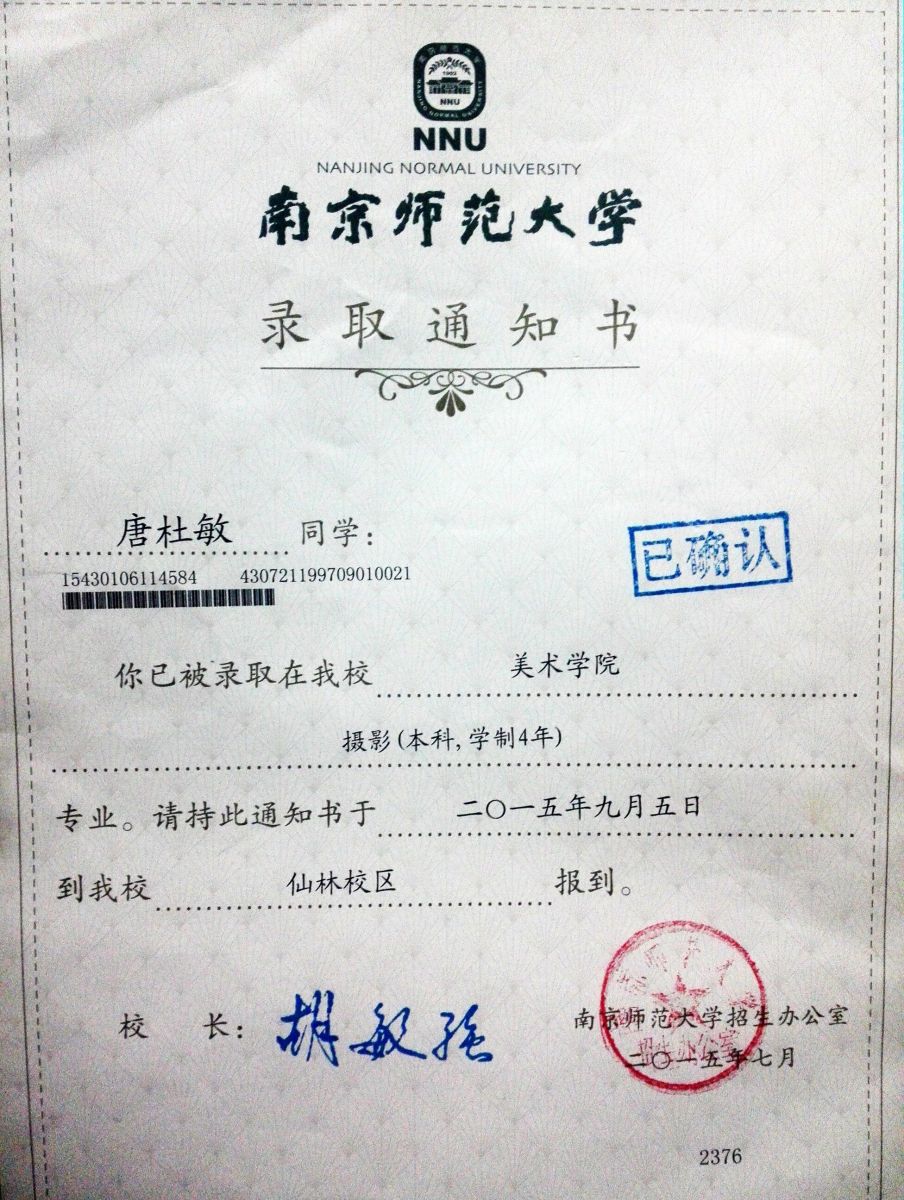 NNU
NANJING NORMAL UNIVERSITY
南京师范大学
录取通知书
唐杜敏 同学：
已确认
15430106114584 430721199709010021
你已被录取在我校 美术学院
摄影(本科,学制4年)
专业。请持此通知书于 二〇一五年九月五日
到我校 仙林校区 报到。
校 长： 胡敏强
南京师范大学招生办公室
二〇一五年七月
2376